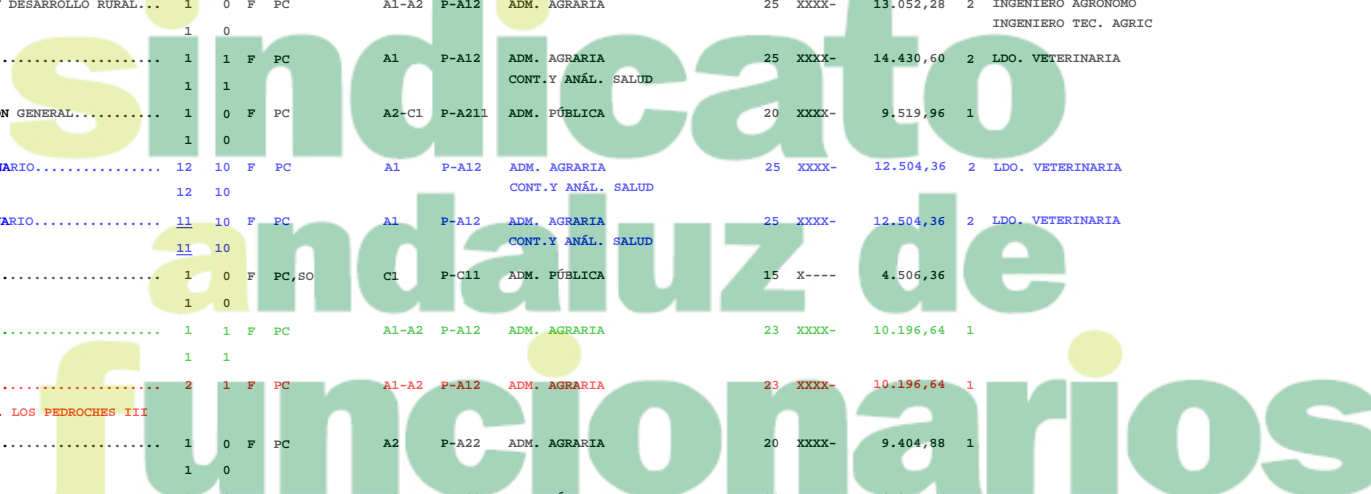 DESARROLLO RURAL... 1 0 F PC A1-A2 P-A12 ADM. AGRARIA 25 XXXX- 13.052,28 2 INGENIERO AGRONOMO
1 0 INGENIERO TEC. AGRIC
.................... 1 1 F PC A1 P-A12 ADM. AGRARIA 25 XXXX- 14.430,60 2 LDO. VETERINARIA
1 1 CONT.Y ANÁL. SALUD
sindicato
N GENERAL........... 1 0 F PC A2-C1 P-A211 ADM. PÚBLICA 20 XXXX- 9.519,96 1
1 0
NARIO................ 12 10 F PC A1 P-A12 ADM. AGRARIA 25 XXXX- 12.504,36 2 LDO. VETERINARIA
12 10 CONT.Y ANÁL. SALUD
NARIO................ 11 10 F PC A1 P-A12 ADM. AGRARIA 25 XXXX- 12.504,36 2 LDO. VETERINARIA
11 10 CONT.Y ANÁL. SALUD
andaluz de
.................... 1 0 F PC,SO C1 P-C11 ADM. PÚBLICA 15 X---- 4.506,36
1 0
.................... 1 1 F PC A1-A2 P-A12 ADM. AGRARIA 23 XXXX- 10.196,64 1
1 1
.................... 2 1 F PC A1-A2 P-A12 ADM. AGRARIA 23 XXXX- 10.196,64 1
. LOS PEDROCHES III
funcionarios
.................... 1 0 F PC A2 P-A22 ADM. AGRARIA 20 XXXX- 9.404,88 1
1 0